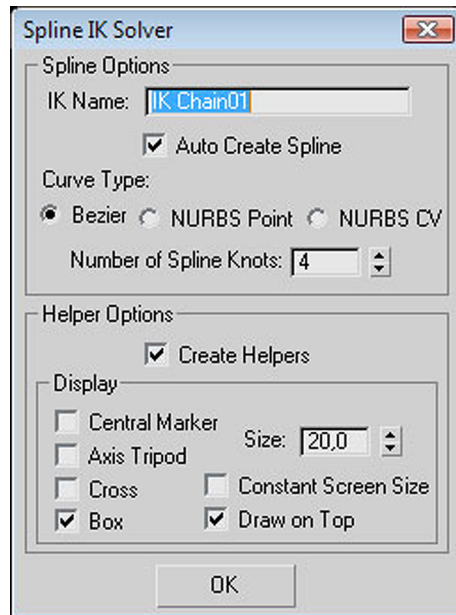 Spline IK Solver
Spline Options
IK Name: IK Chain01
Auto Create Spline
Curve Type:
Bezier NURBS Point NURBS CV
Number of Spline Knots: 4
Helper Options
Create Helpers
Display
Central Marker
Size: 20,0
Axis Tripod
Cross
Constant Screen Size
Box
Draw on Top
OK